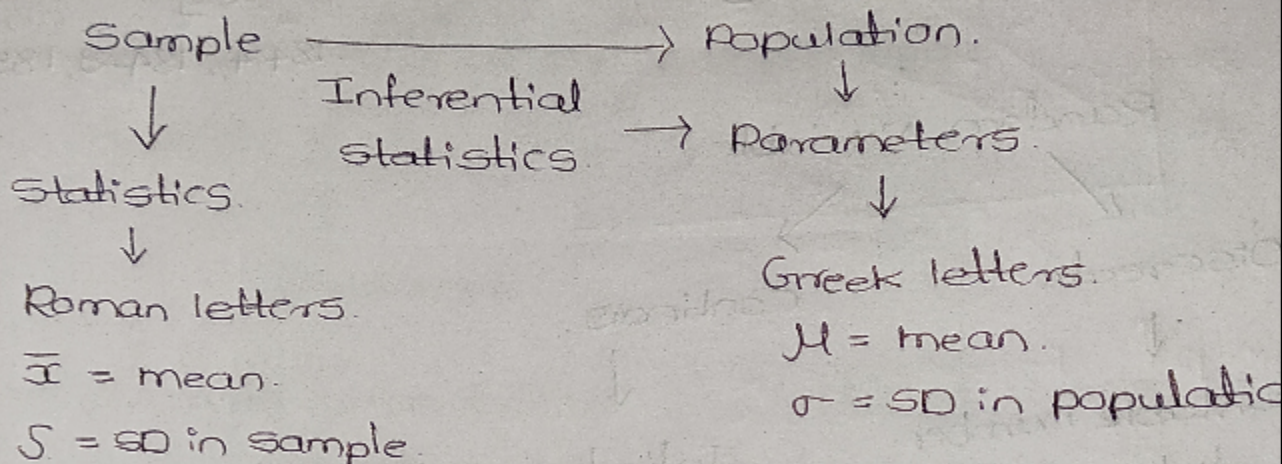 Sample → Population.
↓ Inferential ↓
statistics. → Parameters.
Statistics.
↓ ↓
Roman letters. Greek letters.
x̄ = mean. μ = mean.
S = SD in sample. σ = SD in populatio